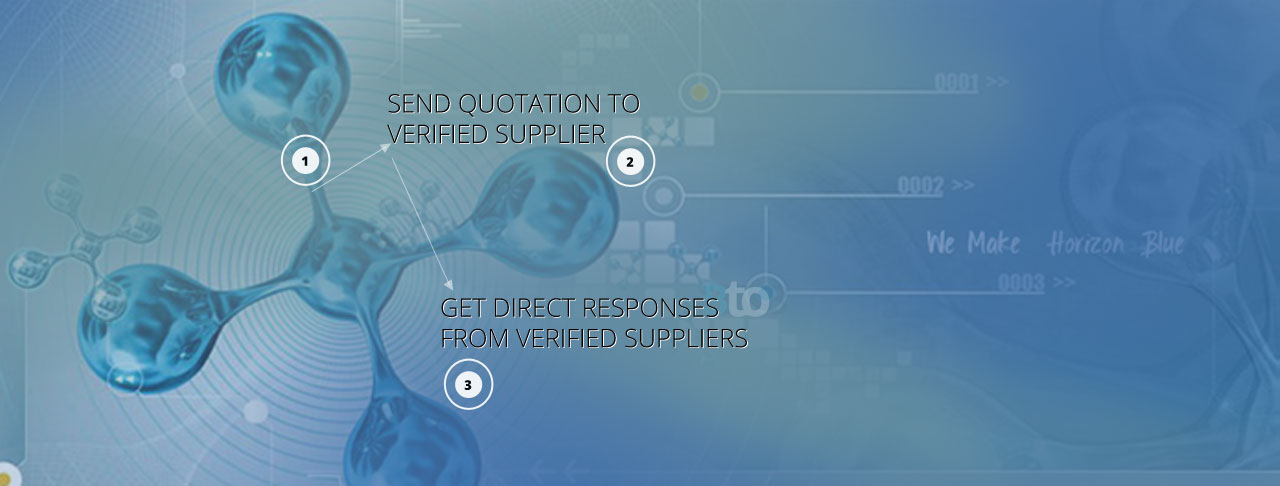 0001 >>
SEND QUOTATION TO
VERIFIED SUPPLIER
1
2
0002 >>
We Make Horizon Blue
0003 >>
to
GET DIRECT RESPONSES
FROM VERIFIED SUPPLIERS
3